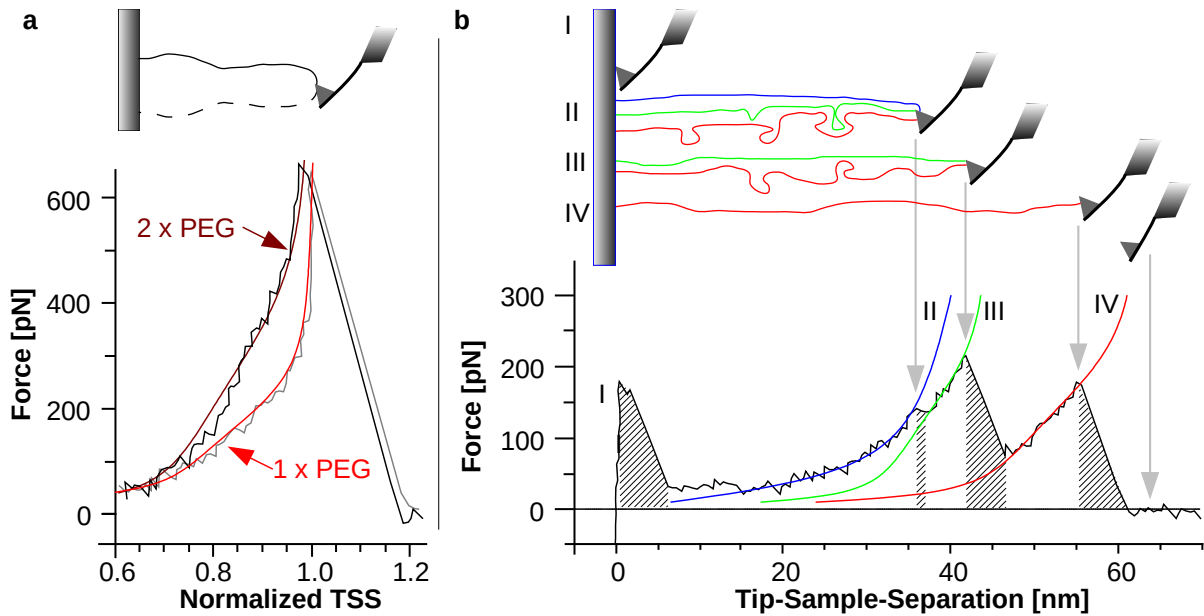 a
2 x PEG
1 x PEG
Force [pN]
600
400
200
0
0.6
0.8
1.0
1.2
Normalized TSS
b
I
II
III
IV
II
III
IV
I
Force [pN]
300
200
100
0
0
20
40
60
Tip-Sample-Separation [nm]